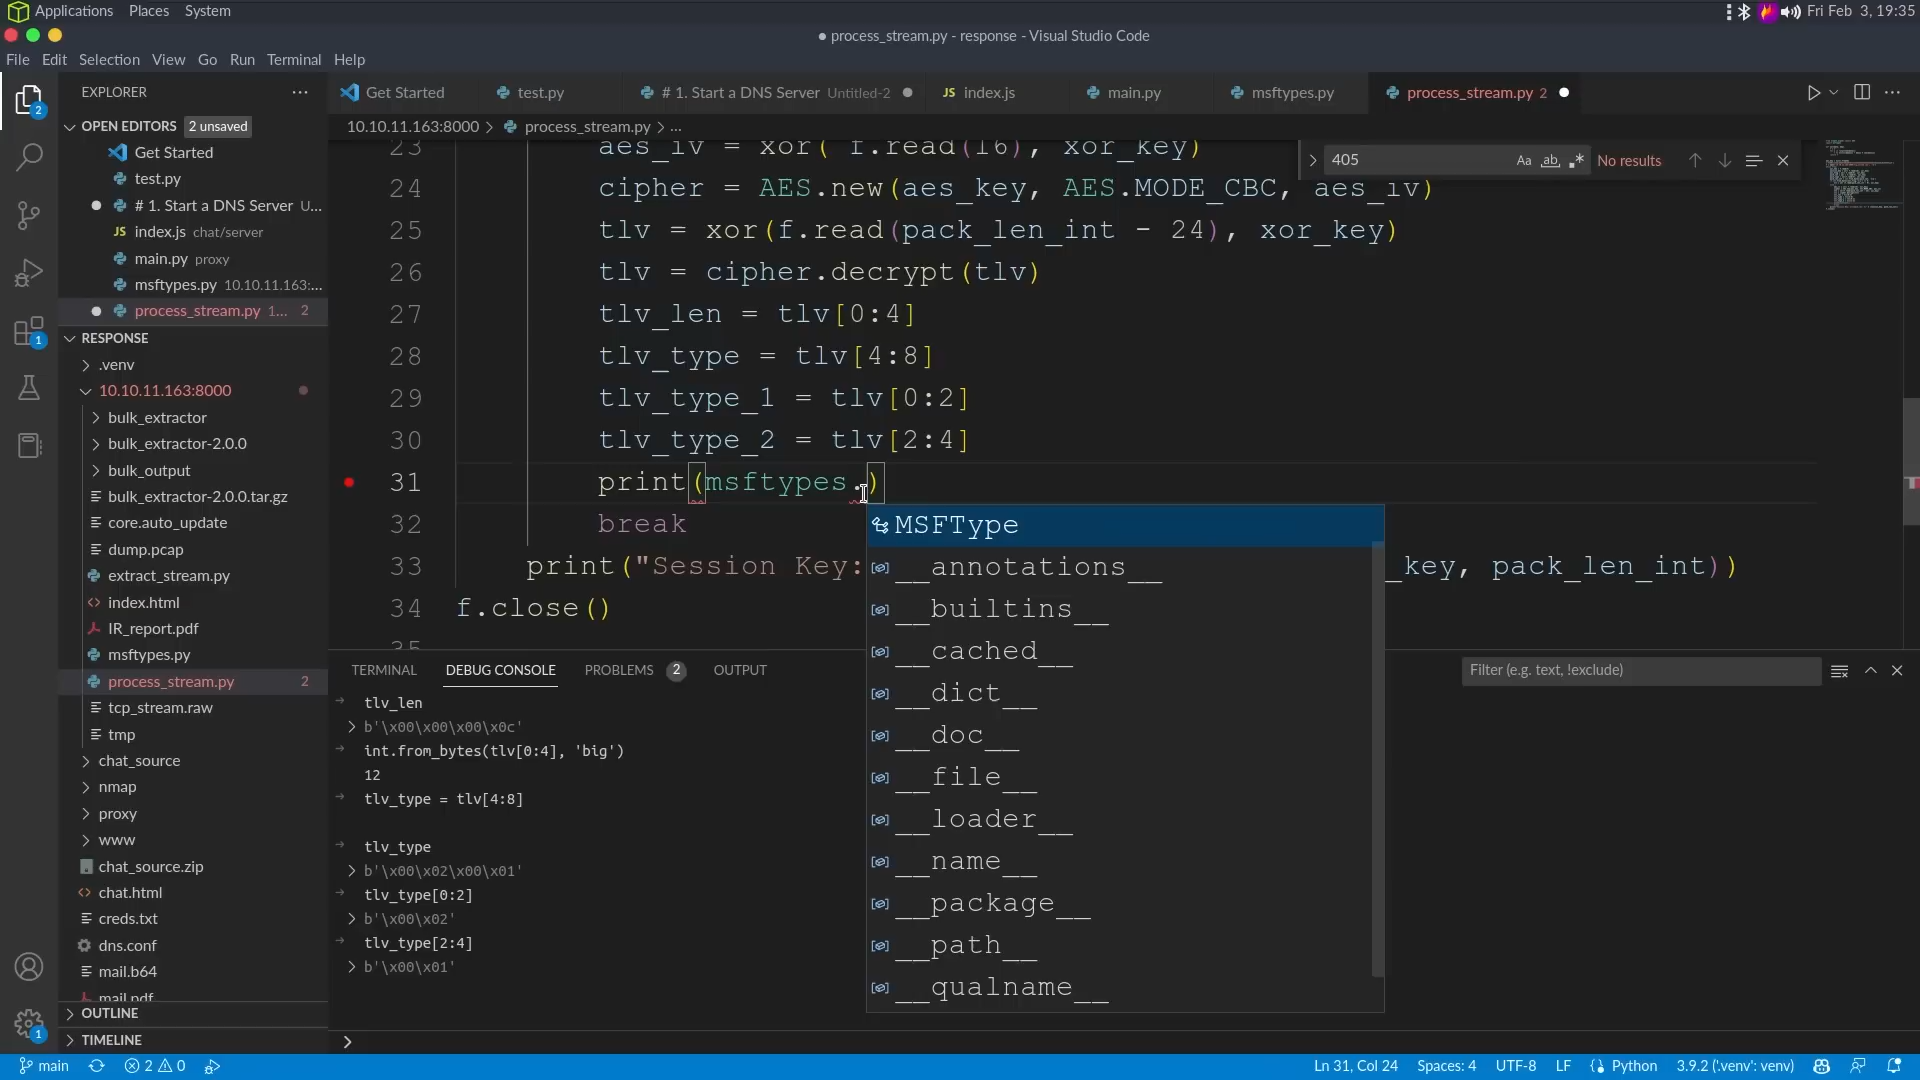 Applications Places System
Fri Feb 3, 19:35
● process_stream.py - response - Visual Studio Code
File Edit Selection View Go Run Terminal Help
EXPLORER
Get Started
test.py
# 1. Start a DNS Server Untitled-2
JS index.js
main.py
msftypes.py
process_stream.py 2
OPEN EDITORS 2 unsaved
Get Started
test.py
# 1. Start a DNS Server U...
JS index.js chat/server
main.py proxy
msftypes.py 10.10.11.163:...
process_stream.py 1... 2
RESPONSE
.venv
10.10.11.163:8000
bulk_extractor
bulk_extractor-2.0.0
bulk_output
bulk_extractor-2.0.0.tar.gz
core.auto_update
dump.pcap
extract_stream.py
index.html
IR_report.pdf
msftypes.py
process_stream.py 2
tcp_stream.raw
tmp
chat_source
nmap
proxy
www
chat_source.zip
chat.html
creds.txt
dns.conf
mail.b64
mail.pdf
OUTLINE
TIMELINE
10.10.11.163:8000 > process_stream.py > ...
405 Aa ab No results
23 aes_iv = xor( f.read(16), xor_key)
24 cipher = AES.new(aes_key, AES.MODE_CBC, aes_iv)
25 tlv = xor(f.read(pack_len_int - 24), xor_key)
26 tlv = cipher.decrypt(tlv)
27 tlv_len = tlv[0:4]
28 tlv_type = tlv[4:8]
29 tlv_type_1 = tlv[0:2]
30 tlv_type_2 = tlv[2:4]
31 print(msftypes.)
32 break
33 print("Session Key: _key, pack_len_int))
34 f.close()
35
MSFType
__annotations__
__builtins__
__cached__
__dict__
__doc__
__file__
__loader__
__name__
__package__
__path__
__qualname__
TERMINAL DEBUG CONSOLE PROBLEMS 2 OUTPUT
Filter (e.g. text, !exclude)
tlv_len
b'\x00\x00\x00\x0c'
int.from_bytes(tlv[0:4], 'big')
12
tlv_type = tlv[4:8]
tlv_type
b'\x00\x02\x00\x01'
tlv_type[0:2]
b'\x00\x02'
tlv_type[2:4]
b'\x00\x01'
main 2 0
Ln 31, Col 24 Spaces: 4 UTF-8 LF Python 3.9.2 ('.venv': venv)